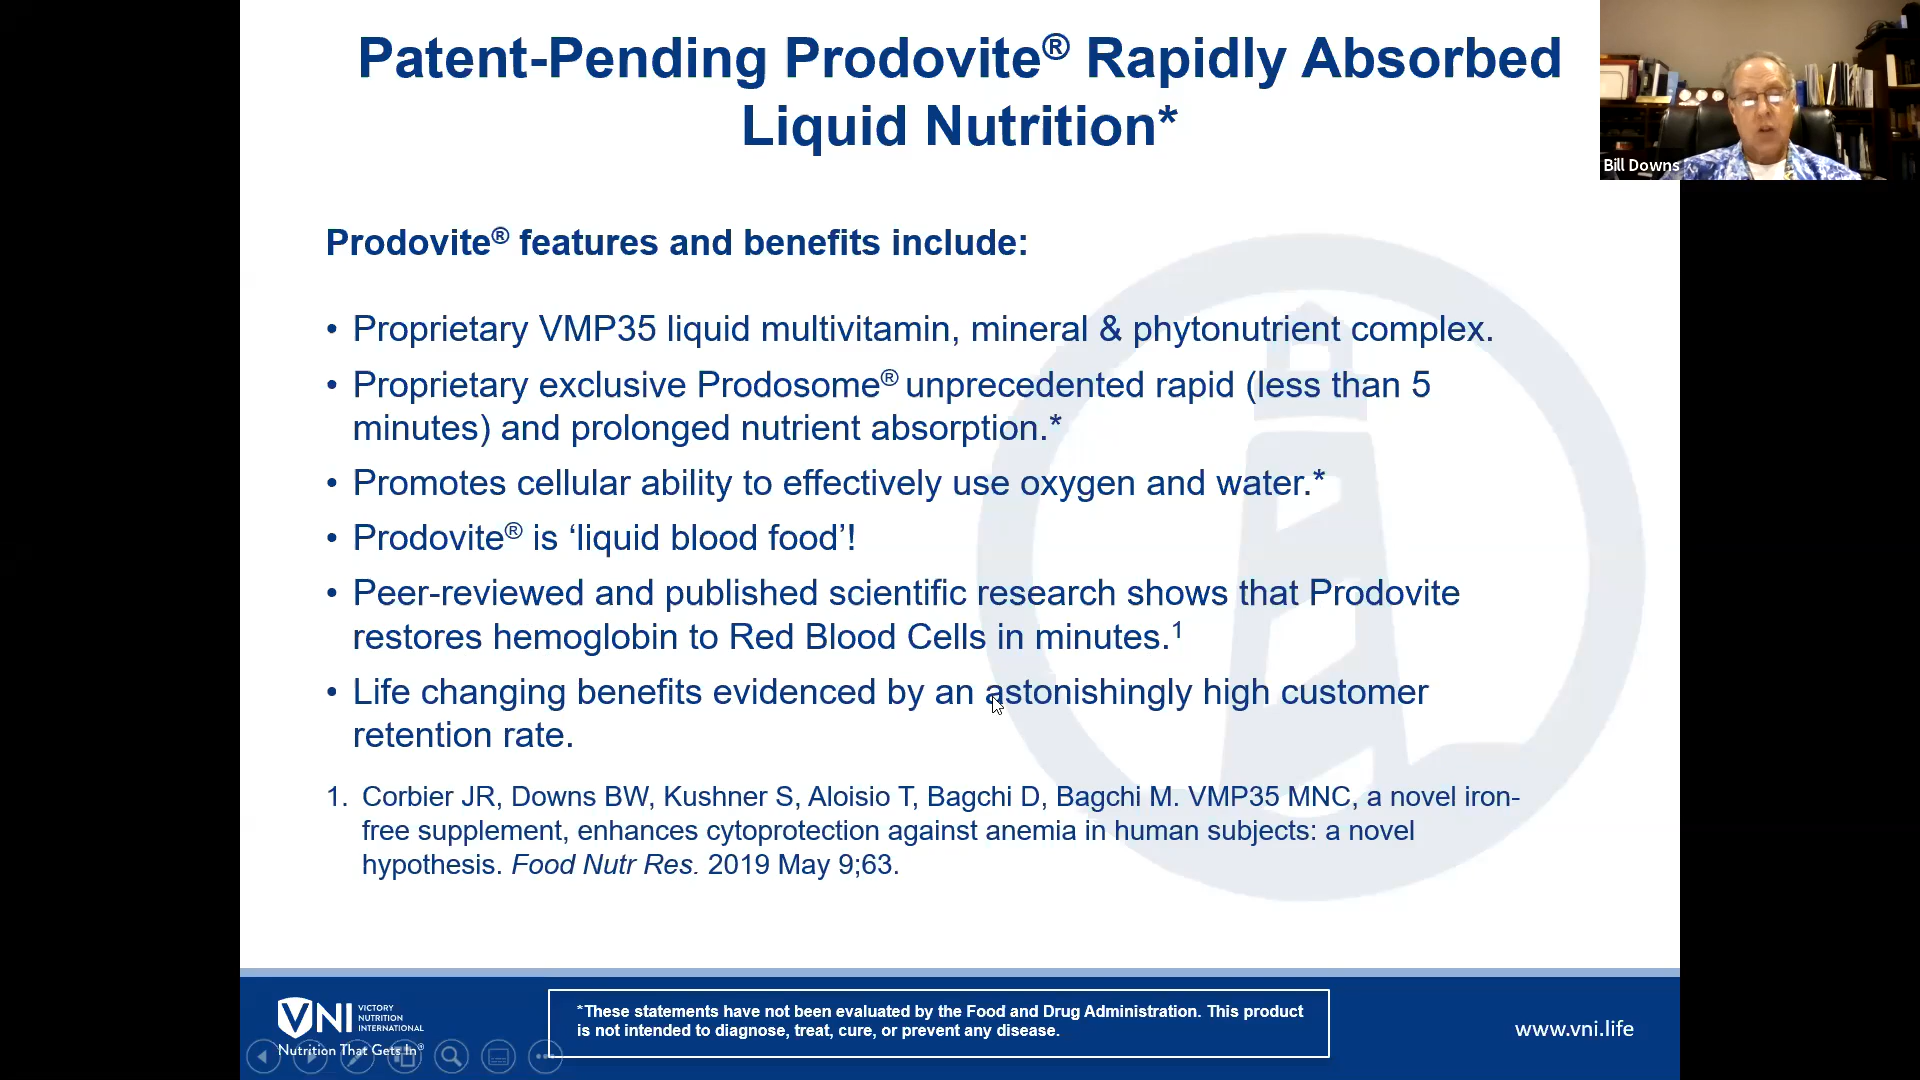 Patent-Pending Prodovite® Rapidly Absorbed
Liquid Nutrition*
Bill Downs
Prodovite® features and benefits include:
• Proprietary VMP35 liquid multivitamin, mineral & phytonutrient complex.
• Proprietary exclusive Prodosome® unprecedented rapid (less than 5
minutes) and prolonged nutrient absorption.*
• Promotes cellular ability to effectively use oxygen and water.*
• Prodovite® is ‘liquid blood food’!
• Peer-reviewed and published scientific research shows that Prodovite
restores hemoglobin to Red Blood Cells in minutes.¹
• Life changing benefits evidenced by an astonishingly high customer
retention rate.
1. Corbier JR, Downs BW, Kushner S, Aloisio T, Bagchi D, Bagchi M. VMP35 MNC, a novel iron-
free supplement, enhances cytoprotection against anemia in human subjects: a novel
hypothesis. Food Nutr Res. 2019 May 9;63.
VNI
VICTORY
NUTRITION
INTERNATIONAL
Nutrition That Gets In®
*These statements have not been evaluated by the Food and Drug Administration. This product
is not intended to diagnose, treat, cure, or prevent any disease.
www.vni.life